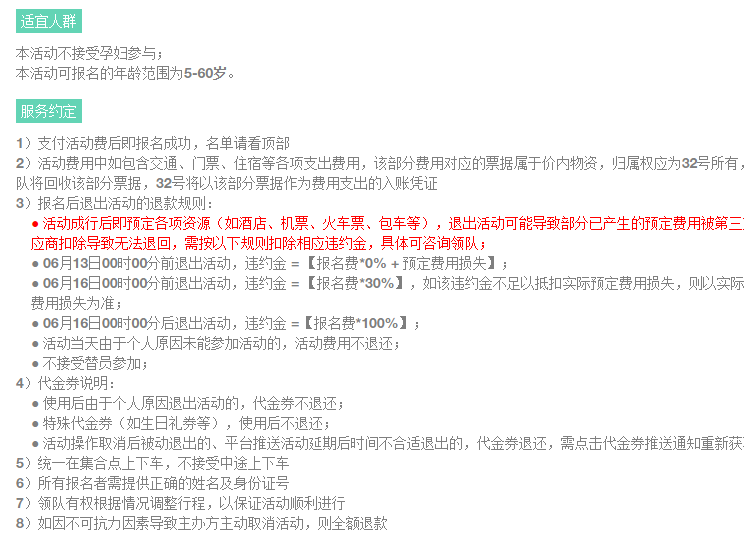 适宜人群
本活动不接受孕妇参与；
本活动可报名的年龄范围为5-60岁。
服务约定
1）支付活动费后即报名成功，名单请看顶部
2）活动费用中如包含交通、门票、住宿等各项支出费用，该部分费用对应的票据属于价内物资，归属权应为32号所有，
队将回收该部分票据，32号将以该部分票据作为费用支出的入账凭证
3）报名后退出活动的退款规则：
● 活动成行后即预定各项资源（如酒店、机票、火车票、包车等），退出活动可能导致部分已产生的预定费用被第三
应商扣除导致无法退回，需按以下规则扣除相应违约金，具体可咨询领队；
● 06月13日00时00分前退出活动，违约金 =【报名费*0% + 预定费用损失】；
● 06月16日00时00分前退出活动，违约金 =【报名费*30%】，如该违约金不足以抵扣实际预定费用损失，则以实际
费用损失为准；
● 06月16日00时00分后退出活动，违约金 =【报名费*100%】；
● 活动当天由于个人原因未能参加活动的，活动费用不退还；
● 不接受替员参加；
4）代金券说明：
● 使用后由于个人原因退出活动的，代金券不退还；
● 特殊代金券（如生日礼券等），使用后不退还；
● 活动操作取消后被动退出的、平台推送活动延期后时间不合适退出的，代金券退还，需点击代金券推送通知重新获
5）统一在集合点上下车，不接受中途上下车
6）所有报名者需提供正确的姓名及身份证号
7）领队有权根据情况调整行程，以保证活动顺利进行
8）如因不可抗力因素导致主办方主动取消活动，则全额退款